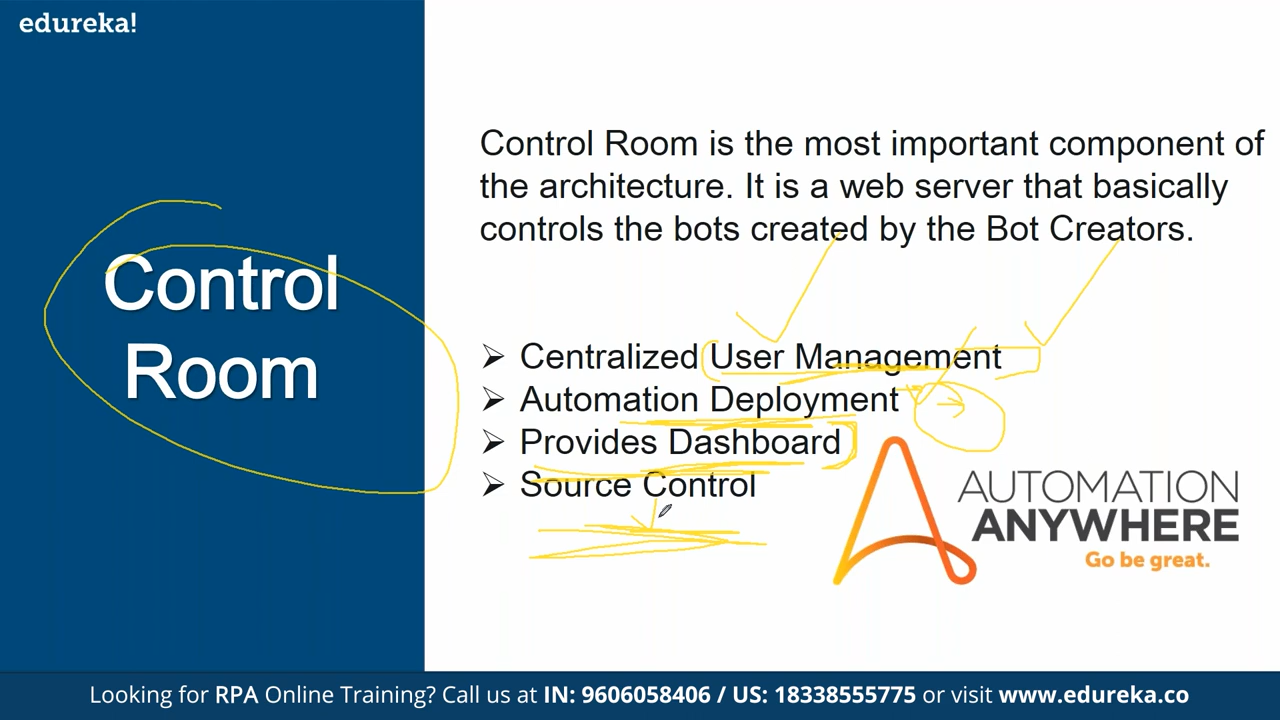 edureka!
Control
Room
Control Room is the most important component of
the architecture. It is a web server that basically
controls the bots created by the Bot Creators.
➢ Centralized User Management
➢ Automation Deployment
➢ Provides Dashboard
➢ Source Control
AUTOMATION
ANYWHERE
Go be great.
Looking for RPA Online Training? Call us at IN: 9606058406 / US: 18338555775 or visit www.edureka.co